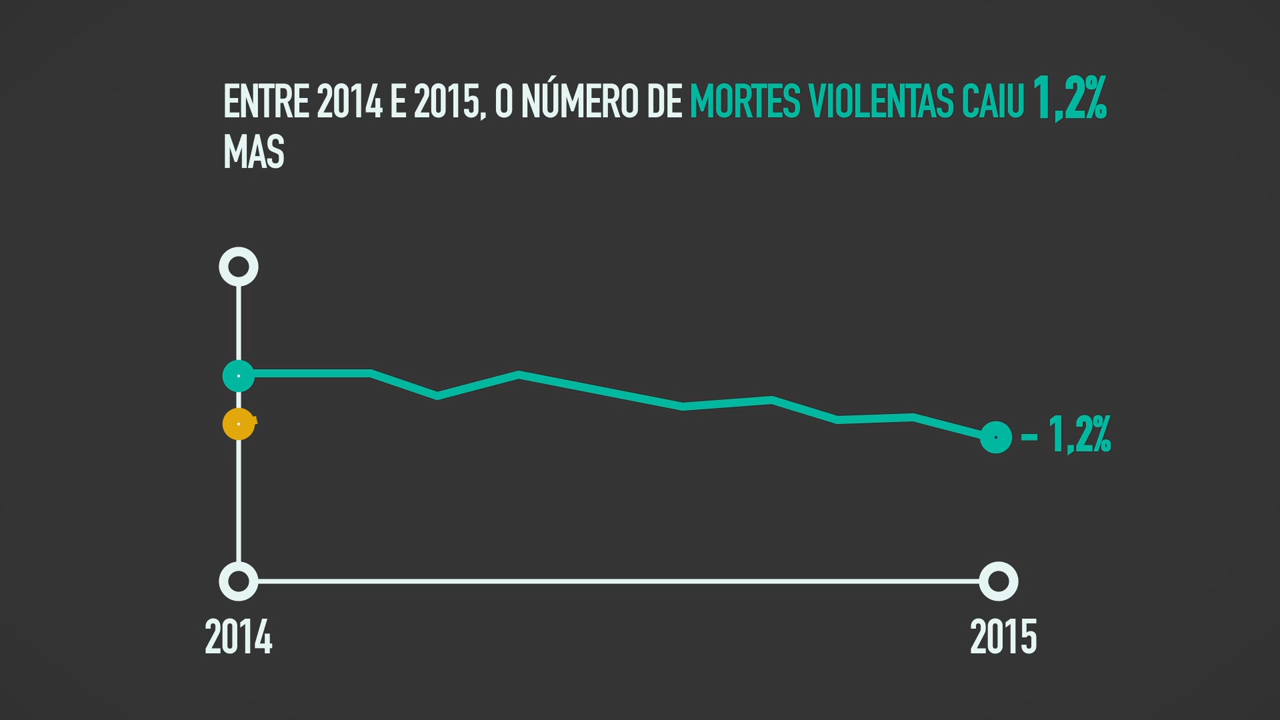 ENTRE 2014 E 2015, O NÚMERO DE MORTES VIOLENTAS CAIU 1,2%
MAS
- 1,2%
2014
2015